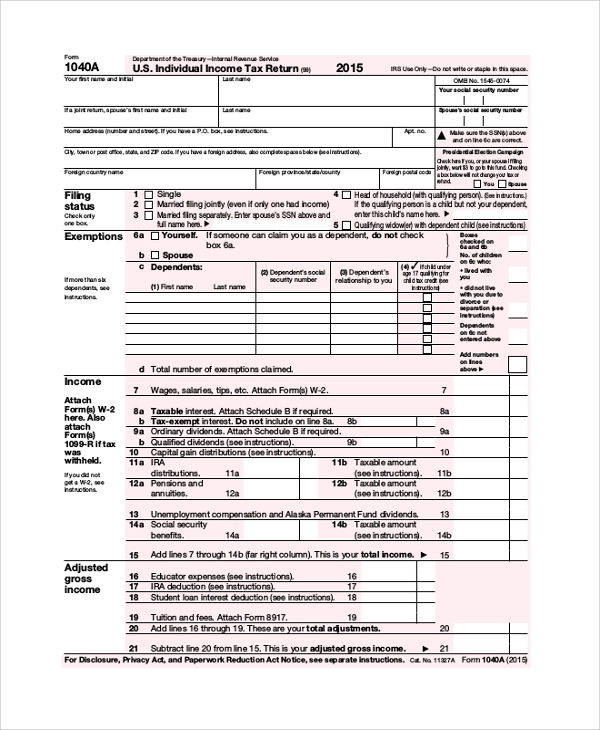 Form
1040A
Department of the Treasury—Internal Revenue Service
U.S. Individual Income Tax Return (99) 2015 IRS Use Only—Do not write or staple in this space.
Your first name and initial Last name OMB No. 1545-0074
Your social security number
If a joint return, spouse's first name and initial Last name Spouse's social security number
Home address (number and street). If you have a P.O. box, see instructions. Apt. no.
▲ Make sure the SSN(s) above
and on line 6c are correct.
City, town or post office, state, and ZIP code. If you have a foreign address, also complete spaces below (see instructions).
Presidential Election Campaign
Check here if you, or your spouse if filing
jointly, want $3 to go to this fund. Checking
a box below will not change your tax or
refund. You Spouse
Foreign country name Foreign province/state/county Foreign postal code
Filing
status
Check only
one box.
1 Single
2 Married filing jointly (even if only one had income)
3 Married filing separately. Enter spouse's SSN above and
full name here. ►
4 Head of household (with qualifying person). (See instructions.)
If the qualifying person is a child but not your dependent,
enter this child's name here. ►
5 Qualifying widow(er) with dependent child (see instructions)
Exemptions
If more than six
dependents, see
instructions.
6a Yourself. If someone can claim you as a dependent, do not check
box 6a.
b Spouse
c Dependents:
(1) First name Last name
(2) Dependent's social
security number
(3) Dependent's
relationship to you
(4) ✓ if child under
age 17 qualifying for
child tax credit (see
instructions)
Boxes
checked on
6a and 6b
No. of children
on 6c who:
• lived with
you
• did not live
with you due to
divorce or
separation (see
instructions)
Dependents
on 6c not
entered above
Add numbers
on lines
above ►
d Total number of exemptions claimed.
Income
Attach
Form(s) W-2
here. Also
attach
Form(s)
1099-R if tax
was
withheld.
If you did not
get a W-2, see
instructions.
7 Wages, salaries, tips, etc. Attach Form(s) W-2. 7
8a Taxable interest. Attach Schedule B if required. 8a
b Tax-exempt interest. Do not include on line 8a. 8b
9a Ordinary dividends. Attach Schedule B if required. 9a
b Qualified dividends (see instructions). 9b
10 Capital gain distributions (see instructions). 10
11a IRA
distributions. 11a
11b Taxable amount
(see instructions). 11b
12a Pensions and
annuities. 12a
12b Taxable amount
(see instructions). 12b
13 Unemployment compensation and Alaska Permanent Fund dividends. 13
14a Social security
benefits. 14a
14b Taxable amount
(see instructions). 14b
15 Add lines 7 through 14b (far right column). This is your total income. ► 15
Adjusted
gross
income
16 Educator expenses (see instructions). 16
17 IRA deduction (see instructions). 17
18 Student loan interest deduction (see instructions). 18
19 Tuition and fees. Attach Form 8917. 19
20 Add lines 16 through 19. These are your total adjustments. 20
21 Subtract line 20 from line 15. This is your adjusted gross income. ► 21
For Disclosure, Privacy Act, and Paperwork Reduction Act Notice, see separate instructions. Cat. No. 11327A Form 1040A (2015)